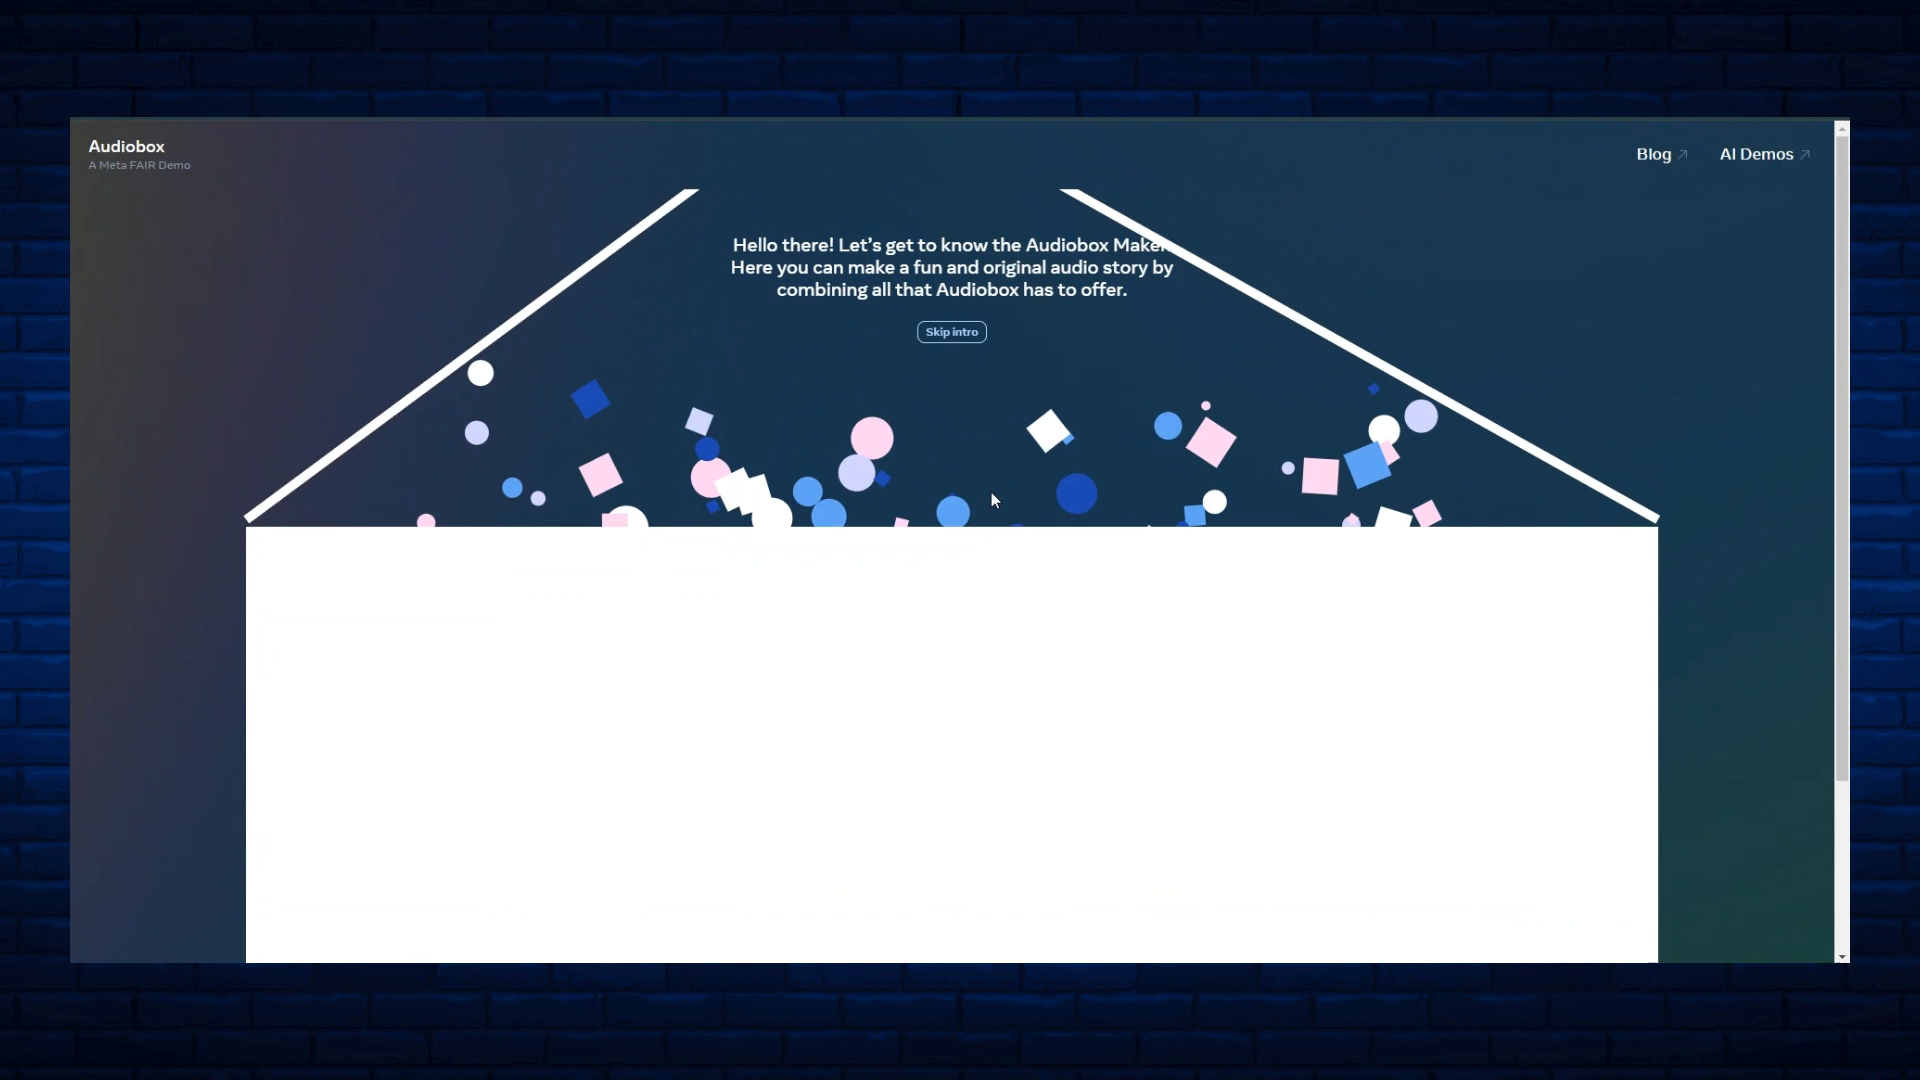 Audiobox
A Meta FAIR Demo
Blog
AI Demos
Hello there! Let’s get to know the Audiobox Maker
Here you can make a fun and original audio story by
combining all that Audiobox has to offer.
Skip intro